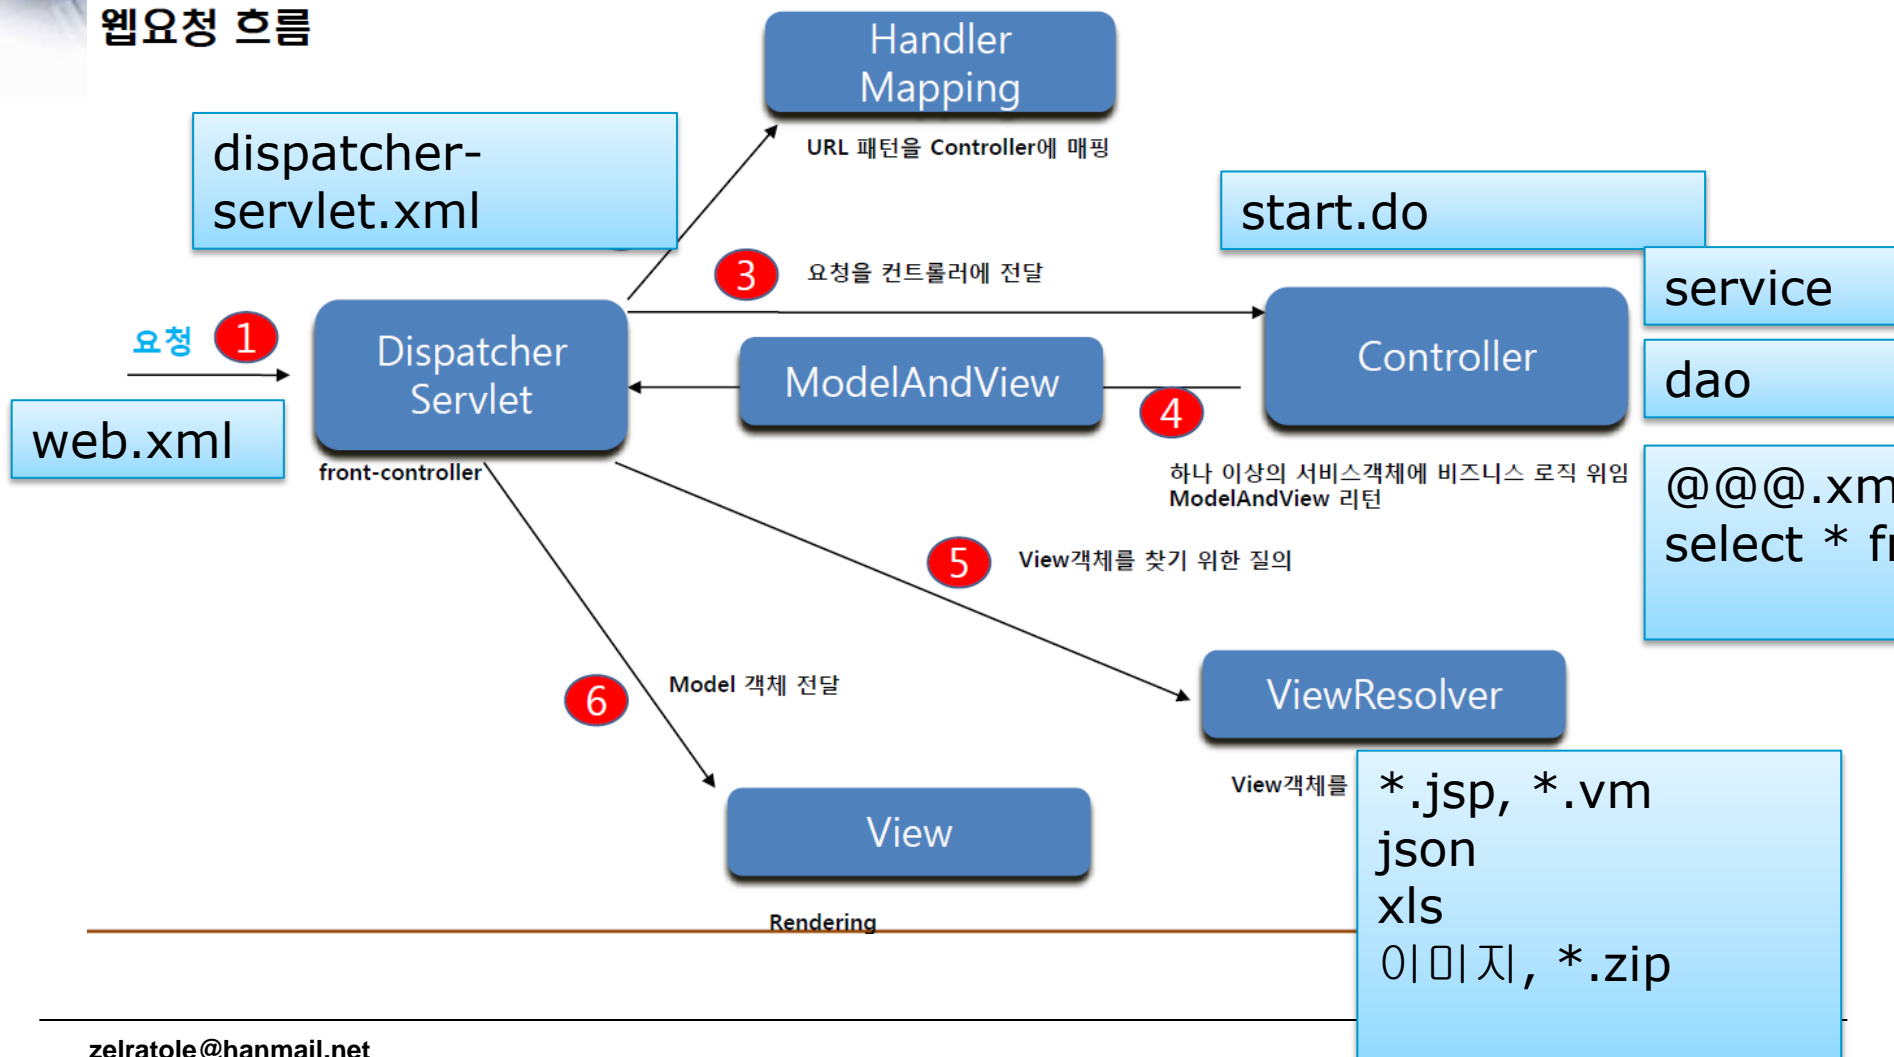 웹요청 흐름
Handler
Mapping
URL 패턴을 Controller에 매핑
dispatcher-
servlet.xml
start.do
3
요청을 컨트롤러에 전달
service
요청
1
Dispatcher
Servlet
ModelAndView
Controller
dao
4
web.xml
front-controller
하나 이상의 서비스객체에 비즈니스 로직 위임
ModelAndView 리턴
@@@.xm
select * fr
5
View객체를 찾기 위한 질의
6
Model 객체 전달
ViewResolver
View객체를
*.jsp, *.vm
json
xls
이미지, *.zip
View
Rendering
zelratole@hanmail.net